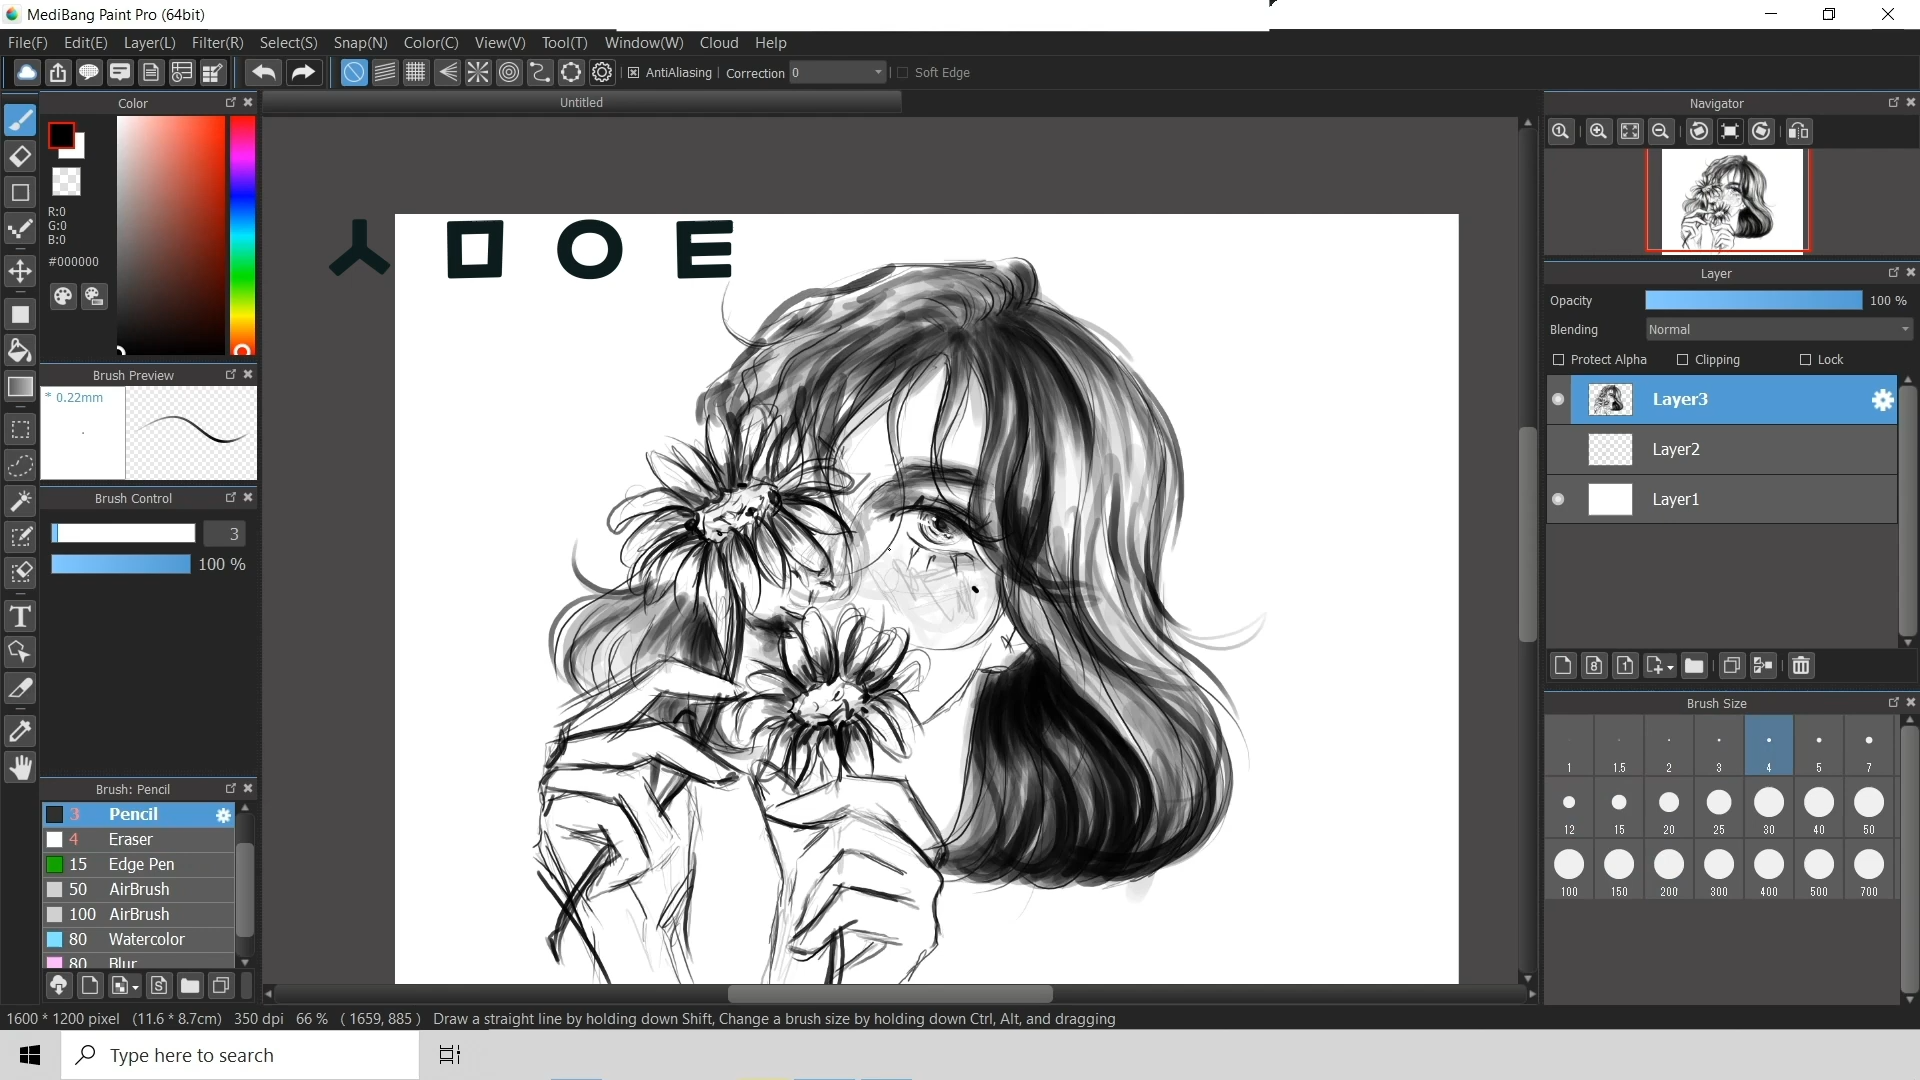 MediBang Paint Pro (64bit)
File(F) Edit(E) Layer(L) Filter(R) Select(S) Snap(N) Color(C) View(V) Tool(T) Window(W) Cloud Help
AntiAliasing Correction 0 Soft Edge
Color
Untitled
Navigator
R:0
G:0
B:0
#000000
Layer
Opacity 100 %
Blending Normal
Protect Alpha Clipping Lock
Layer3
Layer2
Layer1
ㅅ ㅁ ㅇ ㅌ
Brush Preview
* 0.22mm
Brush Control
3
100 %
Brush: Pencil
3 Pencil
4 Eraser
15 Edge Pen
50 AirBrush
100 AirBrush
80 Watercolor
80 Blur
Brush Size
1 1.5 2 3 4 5 7
12 15 20 25 30 40 50
100 150 200 300 400 500 700
1600 * 1200 pixel (11.6 * 8.7cm) 350 dpi 66 % ( 1659, 885 ) Draw a straight line by holding down Shift, Change a brush size by holding down Ctrl, Alt, and dragging
Type here to search